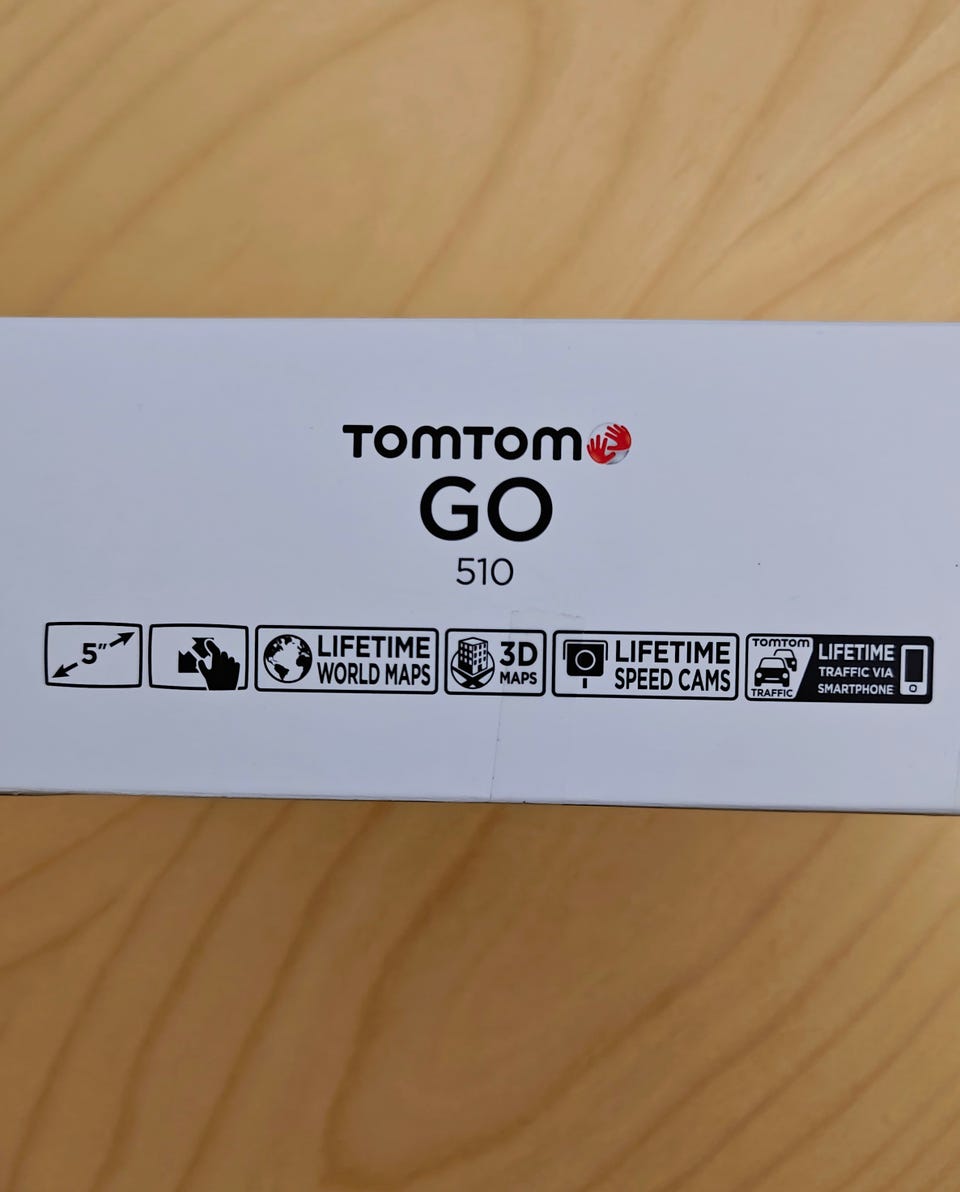 TOMTOM
GO
510
5"
LIFETIME
WORLD MAPS
3D
MAPS
LIFETIME
SPEED CAMS
TOMTOM
TRAFFIC
LIFETIME
TRAFFIC VIA
SMARTPHONE